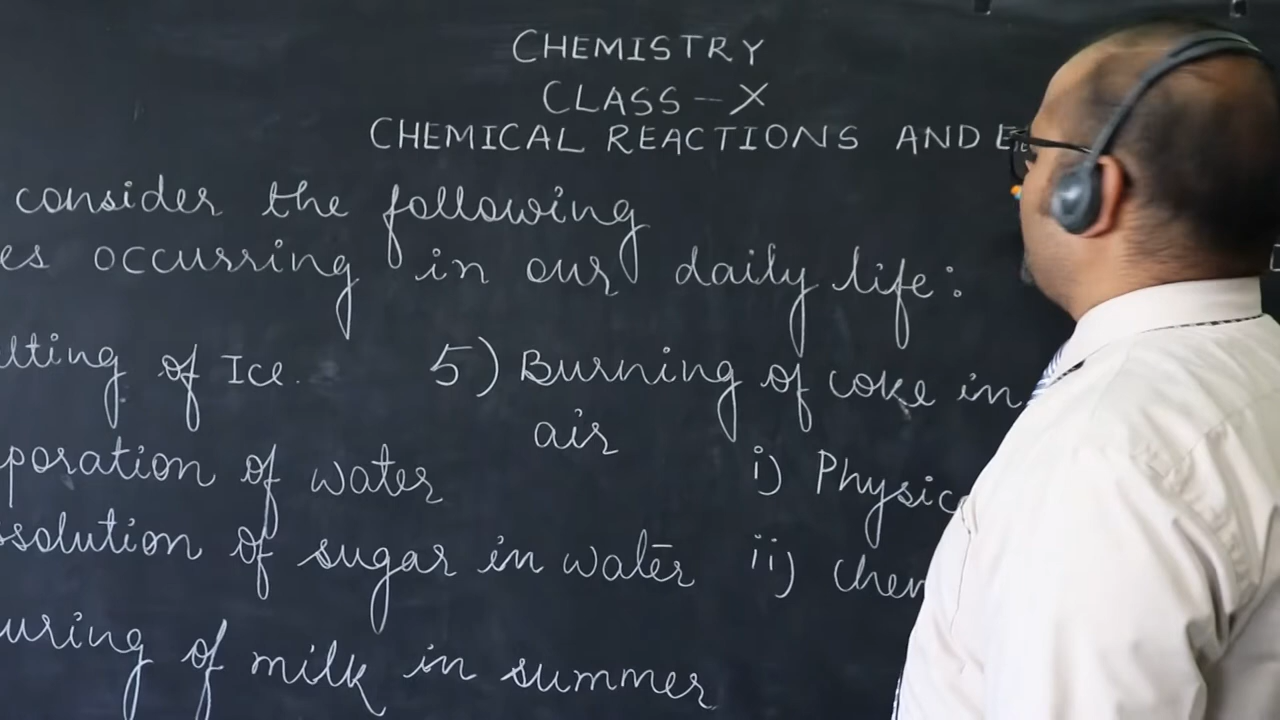 CHEMISTRY
CLASS-X
CHEMICAL REACTIONS AND E
consider the following
es occurring in our daily life:
lting of Ice.
5) Burning of coke in
air
poration of water
i) Physic
ssolution of sugar in water
ii) Chem
uring of milk in summer